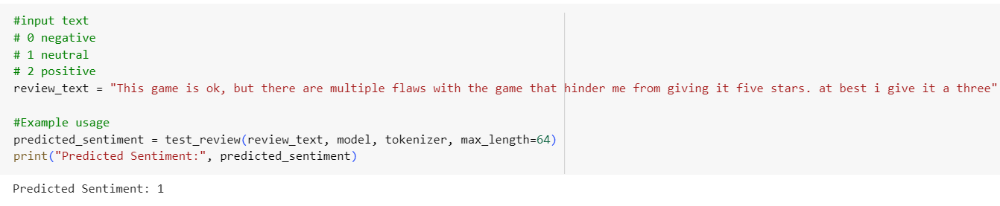 #input text
# 0 negative
# 1 neutral
# 2 positive
review_text = "This game is ok, but there are multiple flaws with the game that hinder me from giving it five stars. at best i give it a three"
#Example usage
predicted_sentiment = test_review(review_text, model, tokenizer, max_length=64)
print("Predicted Sentiment:", predicted_sentiment)
Predicted Sentiment: 1